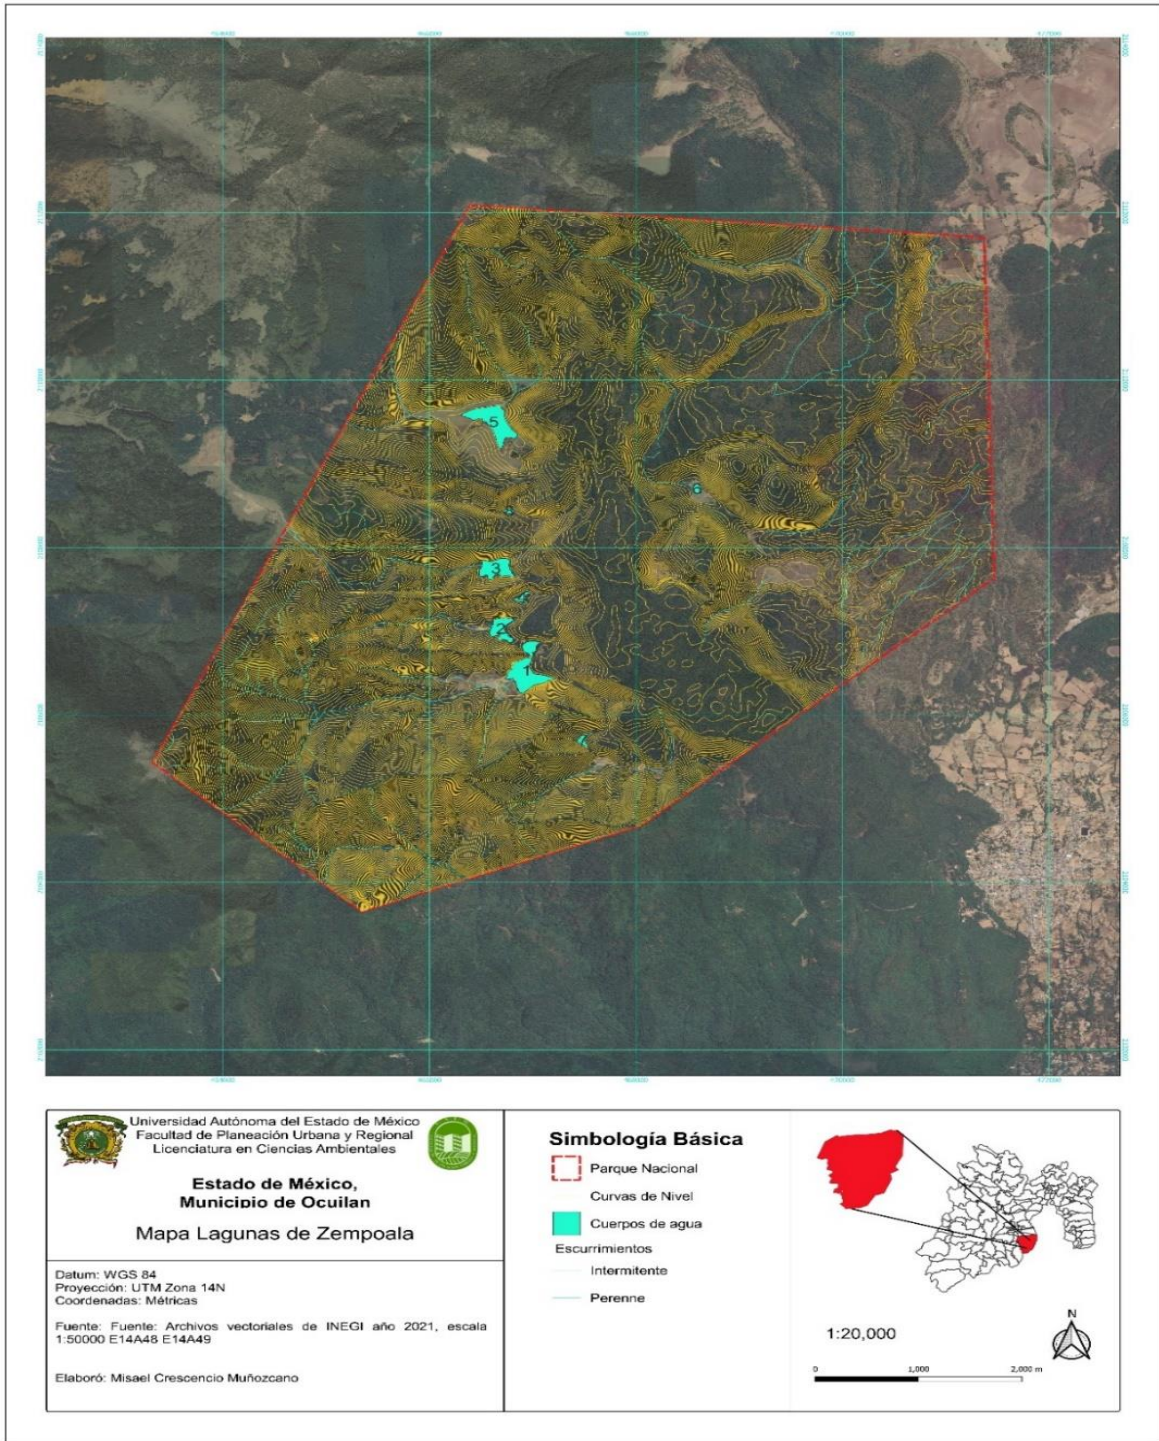 5
6
3
2
1
Universidad Autónoma del Estado de México
Facultad de Planeación Urbana y Regional
Licenciatura en Ciencias Ambientales
Estado de México,
Municipio de Ocuilan
Mapa Lagunas de Zempoala
Datum: WGS 84
Proyección: UTM Zona 14N
Coordenadas: Métricas
Fuente: Fuente: Archivos vectoriales de INEGI año 2021, escala
1:50000 E14A48 E14A49
Elaboró: Misael Crescencio Muñozcano
Simbología Básica
Parque Nacional
Curvas de Nivel
Cuerpos de agua
Escurrimientos
Intermitente
Perenne
N
1:20,000
0 1,000 2,000 m